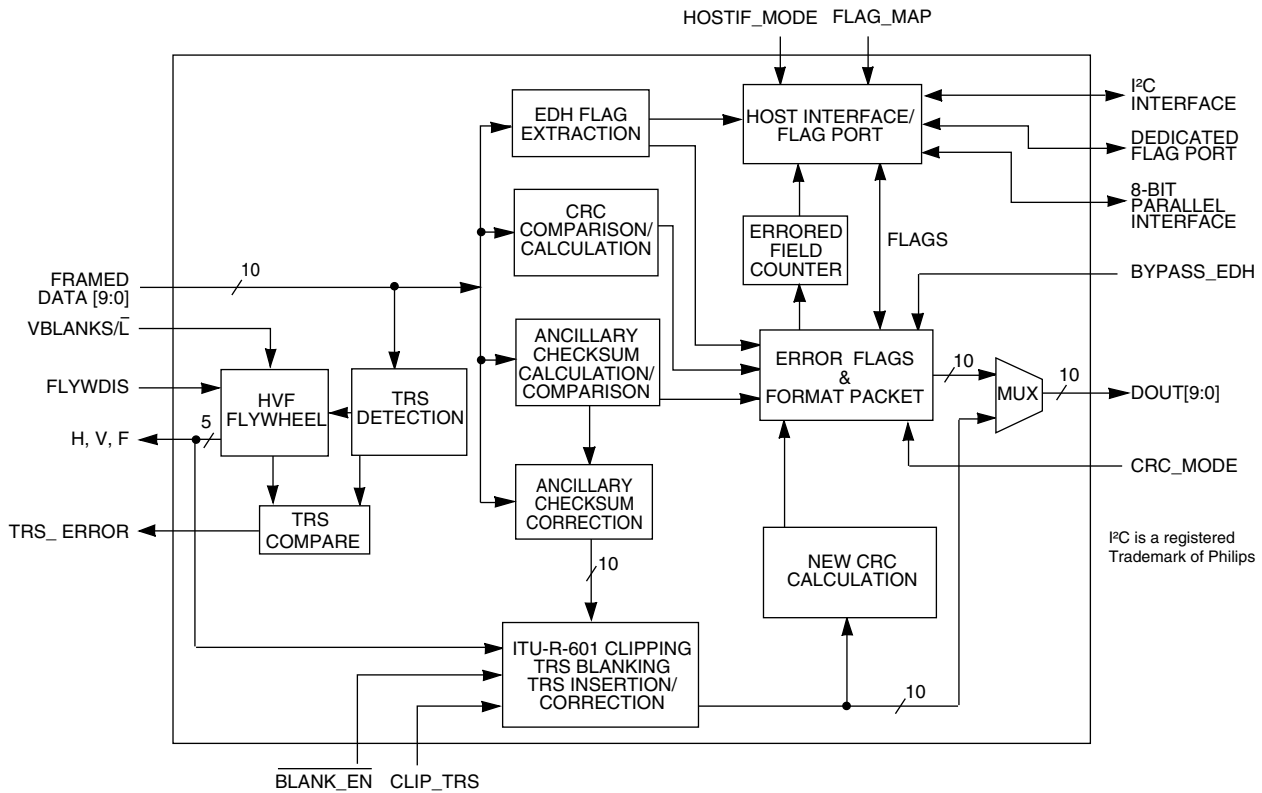 HOSTIF_MODE
FLAG_MAP
EDH FLAG
EXTRACTION
HOST INTERFACE/
FLAG PORT
I²C
INTERFACE
DEDICATED
FLAG PORT
8-BIT
PARALLEL
INTERFACE
CRC
COMPARISON/
CALCULATION
ERRORED
FIELD
COUNTER
FLAGS
FRAMED
DATA [9:0]
10
BYPASS_EDH
VBLANKS/L̅
ANCILLARY
CHECKSUM
CALCULATION/
COMPARISON
ERROR FLAGS
&
FORMAT PACKET
10
MUX
10
DOUT[9:0]
FLYWDIS
HVF
FLYWHEEL
TRS
DETECTION
5
H, V, F
CRC_MODE
ANCILLARY
CHECKSUM
CORRECTION
TRS_ ERROR
TRS
COMPARE
I²C is a registered
Trademark of Philips
10
NEW CRC
CALCULATION
ITU-R-601 CLIPPING
TRS BLANKING
TRS INSERTION/
CORRECTION
10
BLANK_EN
CLIP_TRS